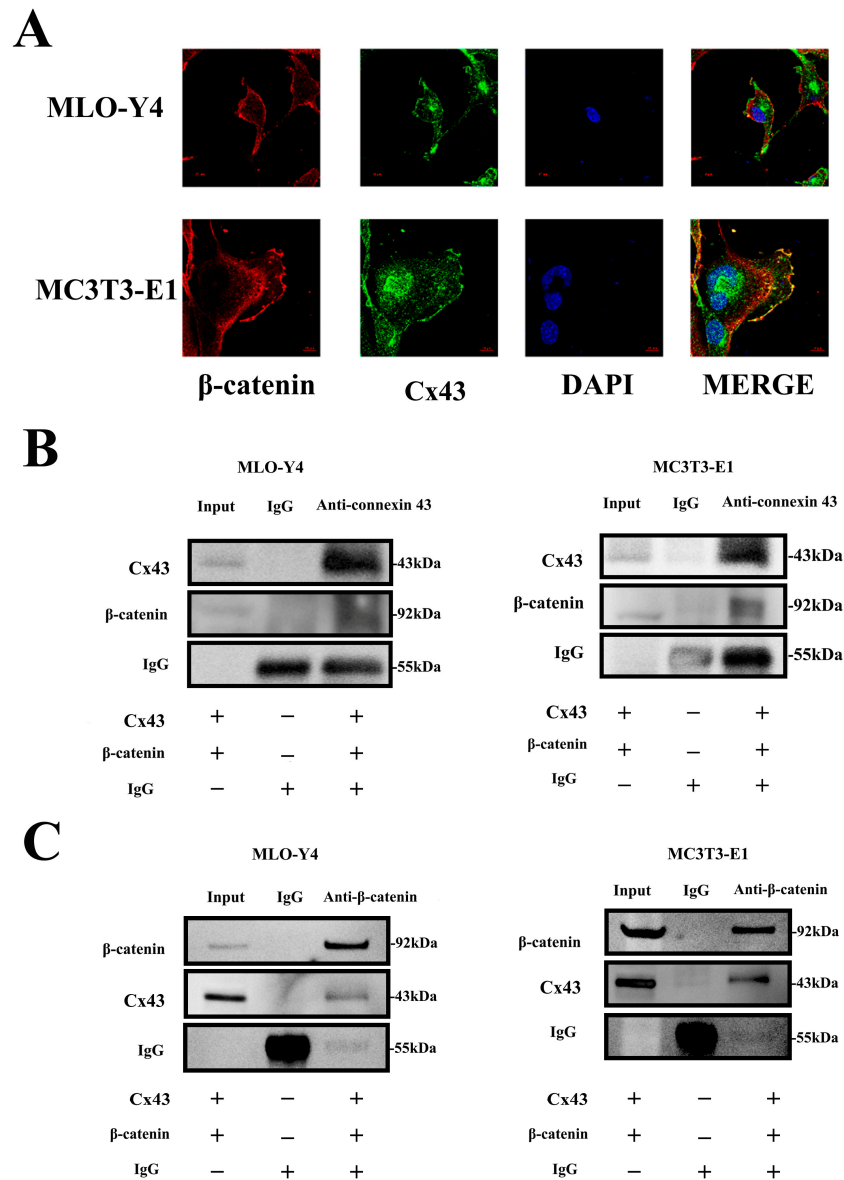 A
MLO-Y4
MC3T3-E1
β-catenin Cx43 DAPI MERGE
B
MLO-Y4
Input IgG Anti-connexin 43
Cx43 -43kDa
β-catenin -92kDa
IgG -55kDa
Cx43 + − +
β-catenin + − +
IgG − + +
MC3T3-E1
Input IgG Anti-connexin 43
Cx43 -43kDa
β-catenin -92kDa
IgG -55kDa
Cx43 + − +
β-catenin + − +
IgG − + +
C
MLO-Y4
Input IgG Anti-β-catenin
β-catenin -92kDa
Cx43 -43kDa
IgG -55kDa
Cx43 + − +
β-catenin + − +
IgG − + +
MC3T3-E1
Input IgG Anti-β-catenin
β-catenin -92kDa
Cx43 -43kDa
IgG -55kDa
Cx43 + − +
β-catenin + − +
IgG − + +